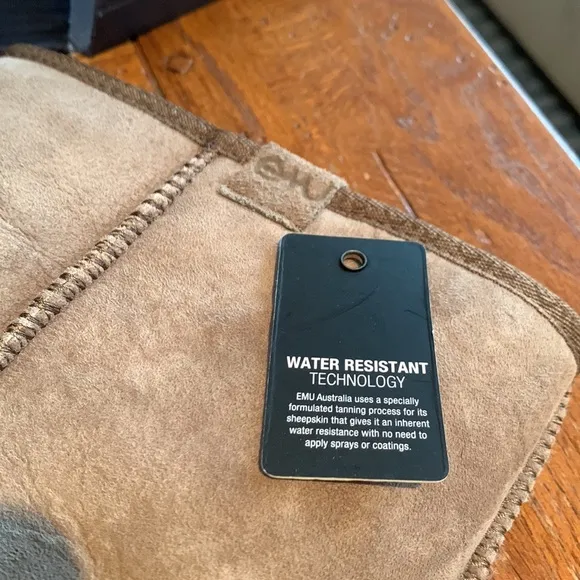 emu
WATER RESISTANT
TECHNOLOGY
EMU Australia uses a specially
formulated tanning process for its
sheepskin that gives it an inherent
water resistance with no need to
apply sprays or coatings.